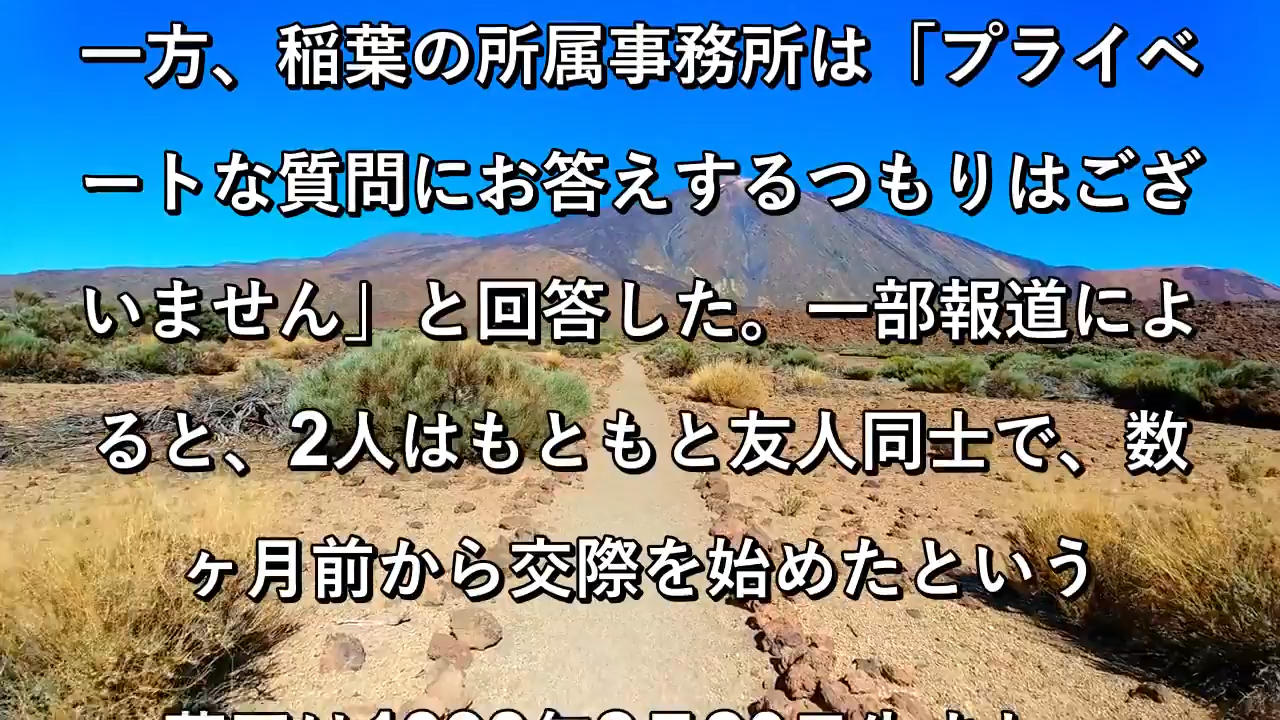 一方、稲葉の所属事務所は「プライベ
ートな質問にお答えするつもりはござ
いません」と回答した。一部報道によ
ると、2人はもともと友人同士で、数
ヶ月前から交際を始めたという